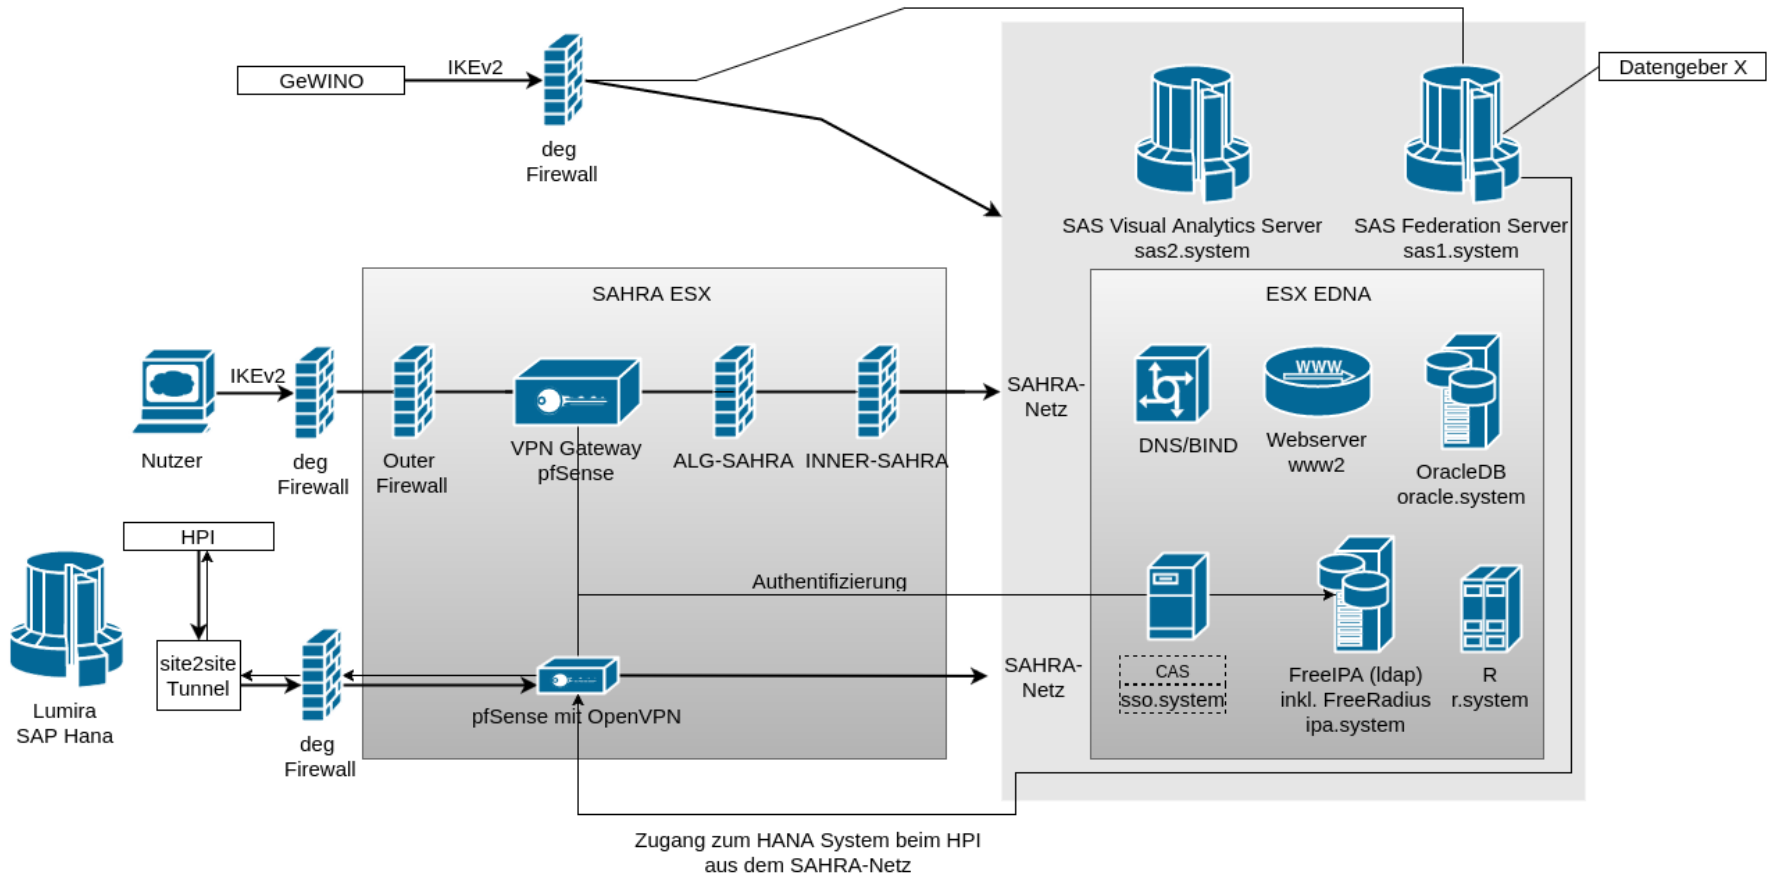 GeWINO
IKEv2
deg
Firewall
Datengeber X
SAS Visual Analytics Server
sas2.system
SAS Federation Server
sas1.system
SAHRA ESX
ESX EDNA
Nutzer
IKEv2
deg
Firewall
Outer
Firewall
VPN Gateway
pfSense
ALG-SAHRA
INNER-SAHRA
SAHRA-
Netz
DNS/BIND
WWW
Webserver
www2
OracleDB
oracle.system
HPI
Lumira
SAP Hana
site2site
Tunnel
deg
Firewall
pfSense mit OpenVPN
Authentifizierung
SAHRA-
Netz
CAS
sso.system
FreeIPA (ldap)
inkl. FreeRadius
ipa.system
R
r.system
Zugang zum HANA System beim HPI
aus dem SAHRA-Netz